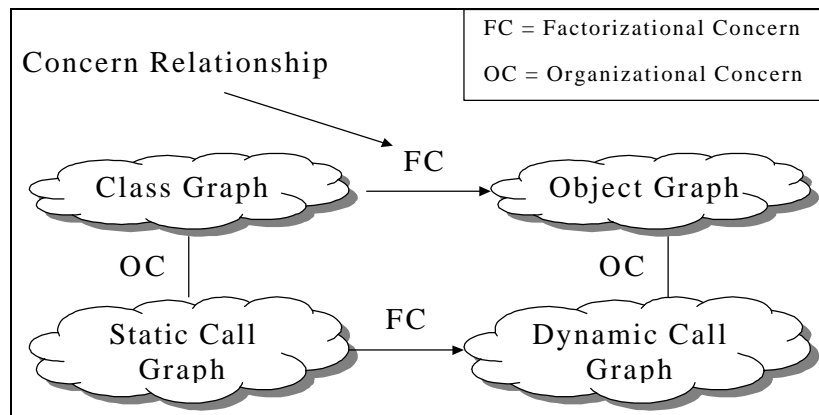 FC = Factorizational Concern
OC = Organizational Concern
Concern Relationship
FC
Class Graph
Object Graph
OC
OC
Static Call
Graph
FC
Dynamic Call
Graph